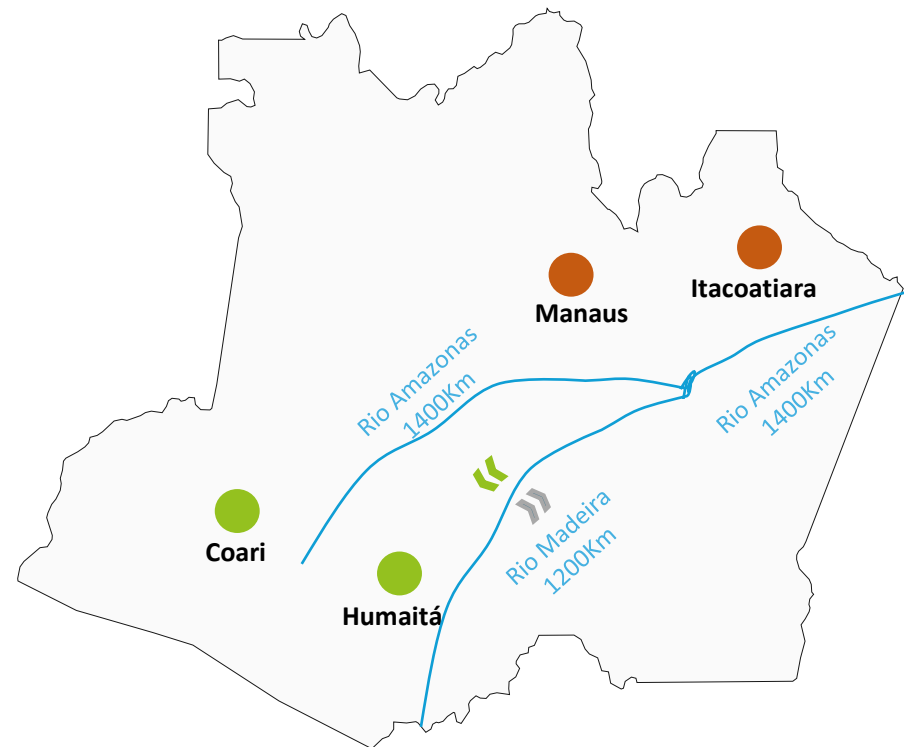 Itacoatiara
Manaus
Rio Amazonas
1400Km
Rio Amazonas
1400Km
Coari
Rio Madeira
1200Km
Humaitá